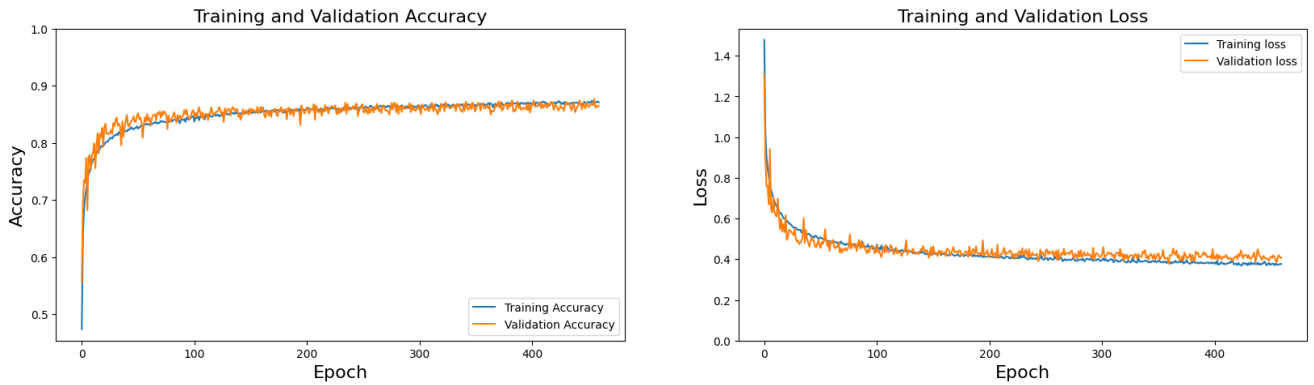 Training and Validation Accuracy
1.0
0.9
0.8
0.7
0.6
0.5
Accuracy
0
100
200
300
400
Epoch
Training Accuracy
Validation Accuracy
Training and Validation Loss
1.4
1.2
1.0
0.8
0.6
0.4
0.2
0.0
Loss
0
100
200
300
400
Epoch
Training loss
Validation loss